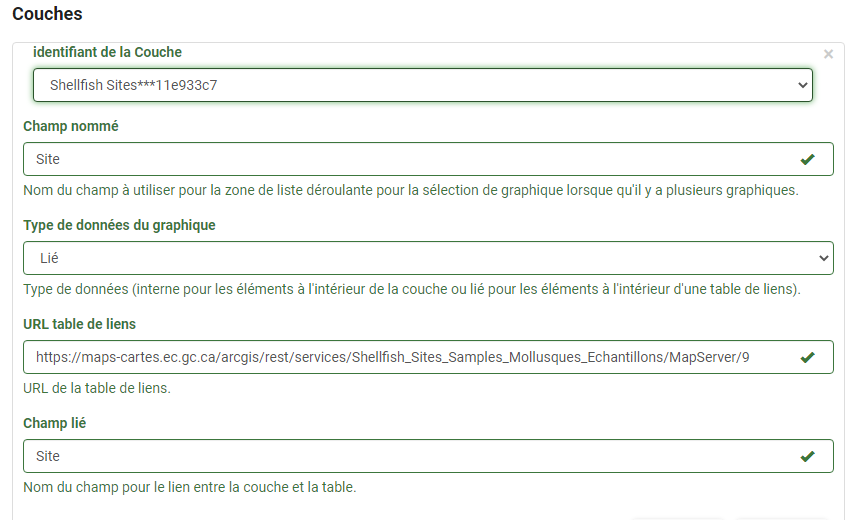 Couches
identifiant de la Couche
×
Shellfish Sites***11e933c7
Champ nommé
Site
Nom du champ à utiliser pour la zone de liste déroulante pour la sélection de graphique lorsque qu'il y a plusieurs graphiques.
Type de données du graphique
Lié
Type de données (interne pour les éléments à l'intérieur de la couche ou lié pour les éléments à l'intérieur d'une table de liens).
URL table de liens
https://maps-cartes.ec.gc.ca/arcgis/rest/services/Shellfish_Sites_Samples_Mollusques_Echantillons/MapServer/9
URL de la table de liens.
Champ lié
Site
Nom du champ pour le lien entre la couche et la table.